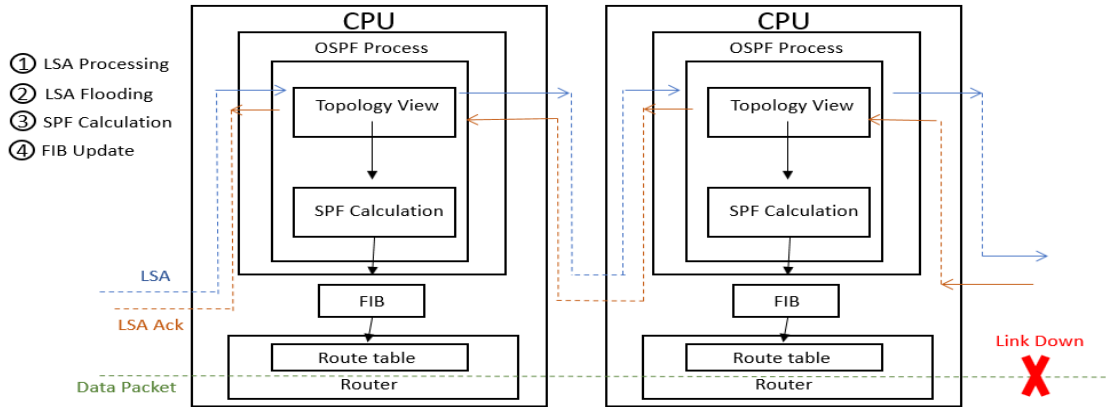 CPU
CPU
OSPF Process
OSPF Process
① LSA Processing
② LSA Flooding
③ SPF Calculation
④ FIB Update
Topology View
Topology View
SPF Calculation
SPF Calculation
LSA
LSA Ack
FIB
FIB
Link Down
Route table
Route table
Data Packet
Router
Router